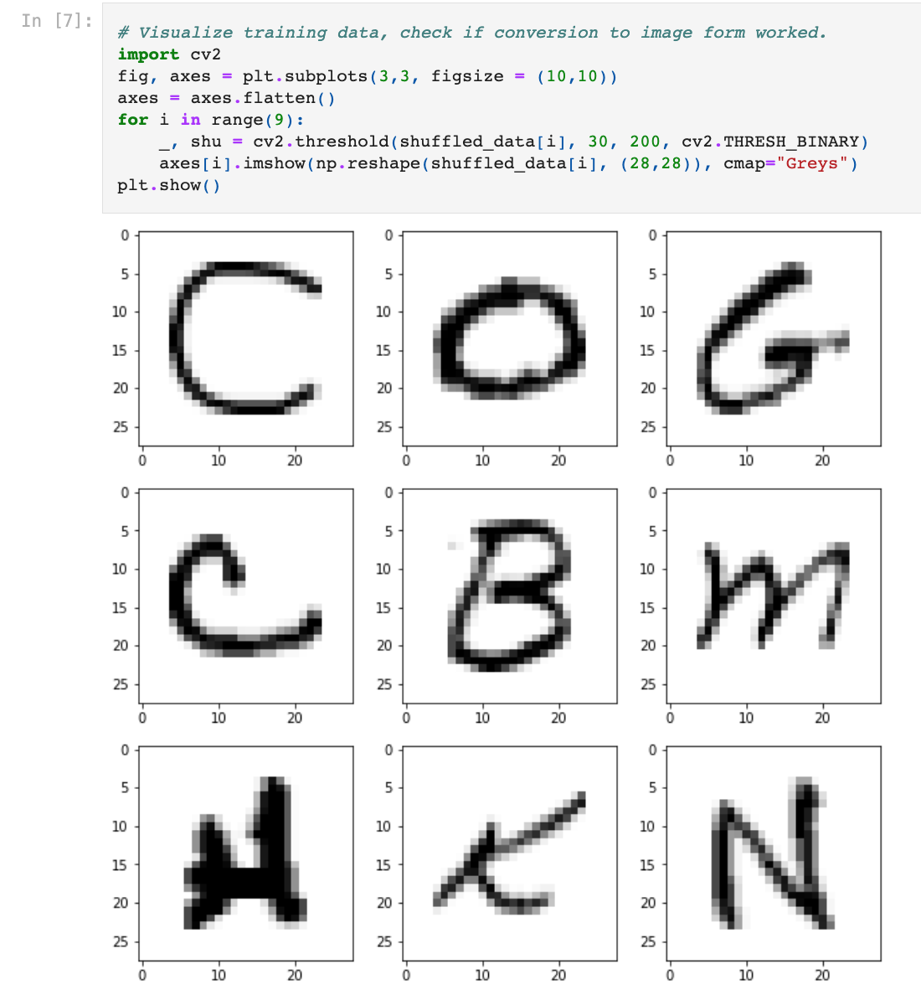 In [7]:
# Visualize training data, check if conversion to image form worked.
import cv2
fig, axes = plt.subplots(3,3, figsize = (10,10))
axes = axes.flatten()
for i in range(9):
    _, shu = cv2.threshold(shuffled_data[i], 30, 200, cv2.THRESH_BINARY)
    axes[i].imshow(np.reshape(shuffled_data[i], (28,28)), cmap="Greys")
plt.show()
0 0 0
5 5 5
10 10 10
15 15 15
20 20 20
25 25 25
C O G
0 10 20 0 10 20 0 10 20
0 0 0
5 5 5
10 10 10
15 15 15
20 20 20
25 25 25
C B m
0 10 20 0 10 20 0 10 20
0 0 0
5 5 5
10 10 10
15 15 15
20 20 20
25 25 25
H K N
0 10 20 0 10 20 0 10 20